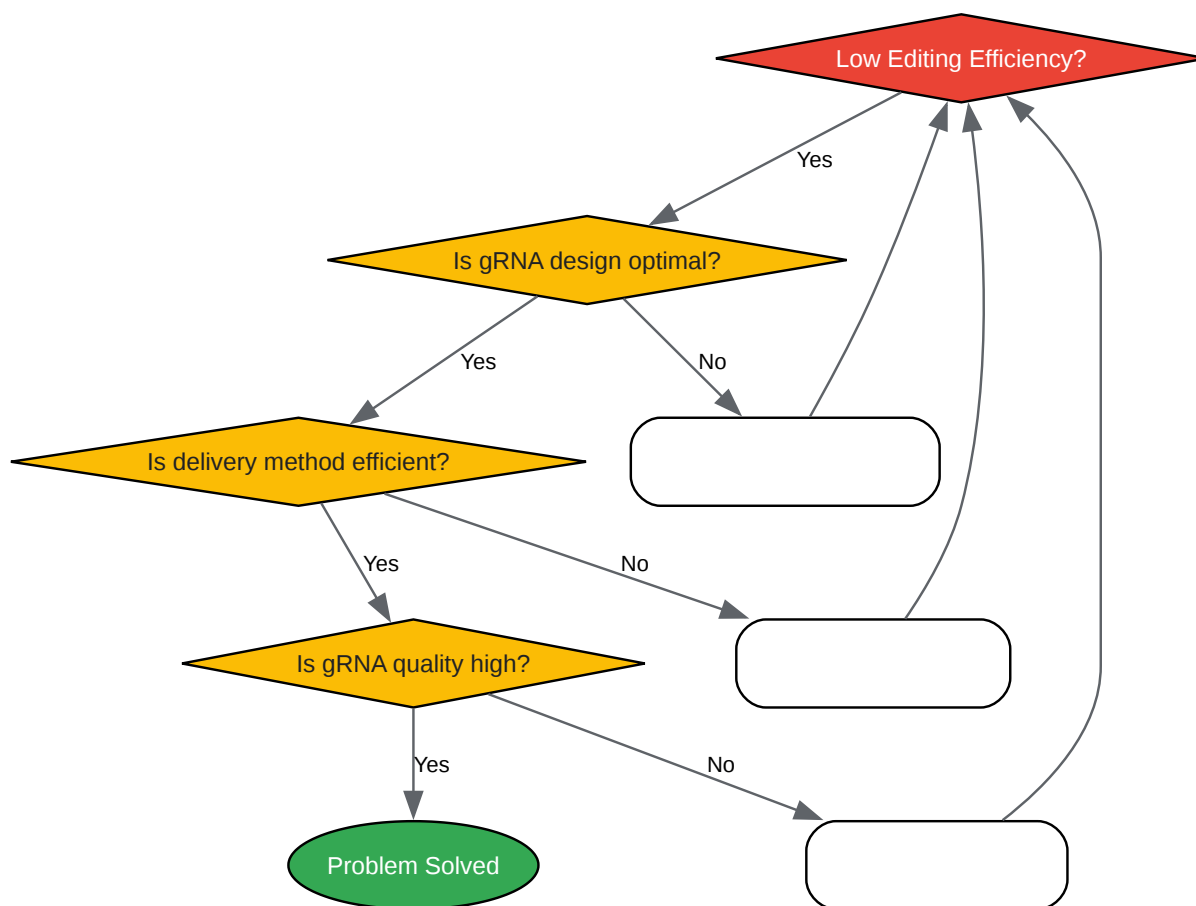 Low Editing Efficiency?
Yes
Is gRNA design optimal?
Yes
No
Is delivery method efficient?
Yes
No
Is gRNA quality high?
Yes
No
Problem Solved